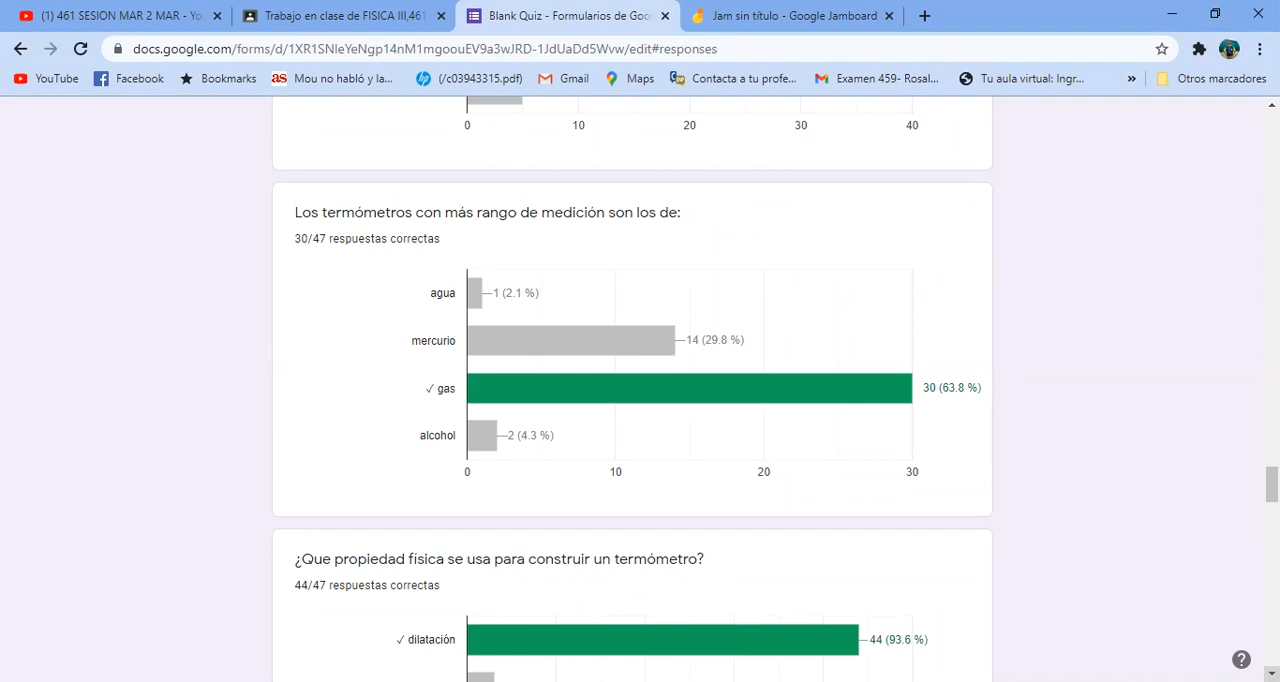 (1) 461 SESION MAR 2 MAR - Yo
Trabajo en clase de FISICA III,461
Blank Quiz - Formularios de Goo
Jam sin título - Google Jamboard
docs.google.com/forms/d/1XR1SNIeYeNgp14nM1mgoouEV9a3wJRD-1JdUaDd5Wvw/edit#responses
YouTube
Facebook
Bookmarks
as Mou no habló y la...
hp (/c03943315.pdf)
Gmail
Maps
Contacta a tu profe...
Examen 459- Rosal...
Tu aula virtual: Ingr...
»
Otros marcadores
0 10 20 30 40
Los termómetros con más rango de medición son los de:
30/47 respuestas correctas
agua 1 (2.1 %)
mercurio 14 (29.8 %)
✓ gas 30 (63.8 %)
alcohol 2 (4.3 %)
0 10 20 30
¿Que propiedad física se usa para construir un termómetro?
44/47 respuestas correctas
✓ dilatación 44 (93.6 %)